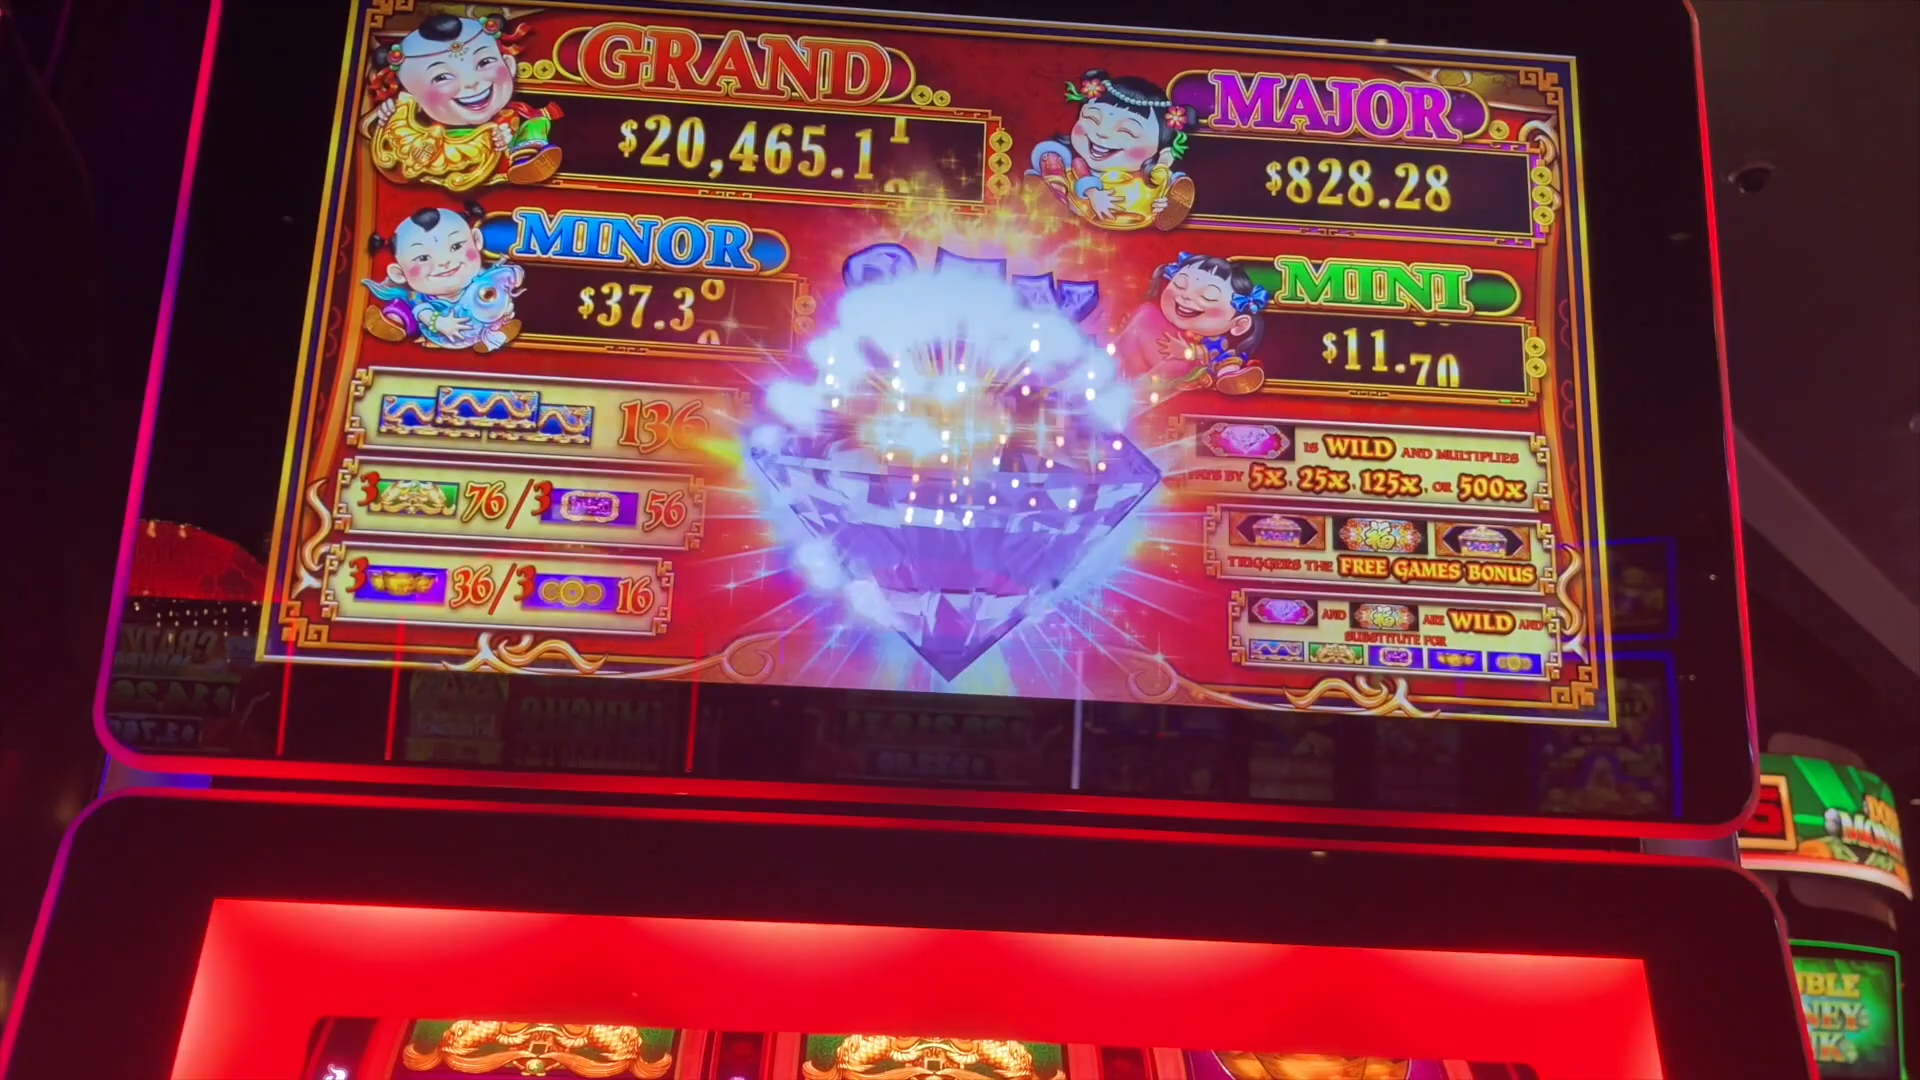 GRAND
$20,465.1
MAJOR
$828.28
MINOR
$37.3
MINI
$11.70
136
3 76 / 3 56
3 36 / 3 16
IS WILD AND MULTIPLIES
PAYS BY 5X, 25X, 125X, OR 500X
TRIGGERS THE FREE GAMES BONUS
AND ARE WILD AND
SUBSTITUTE FOR